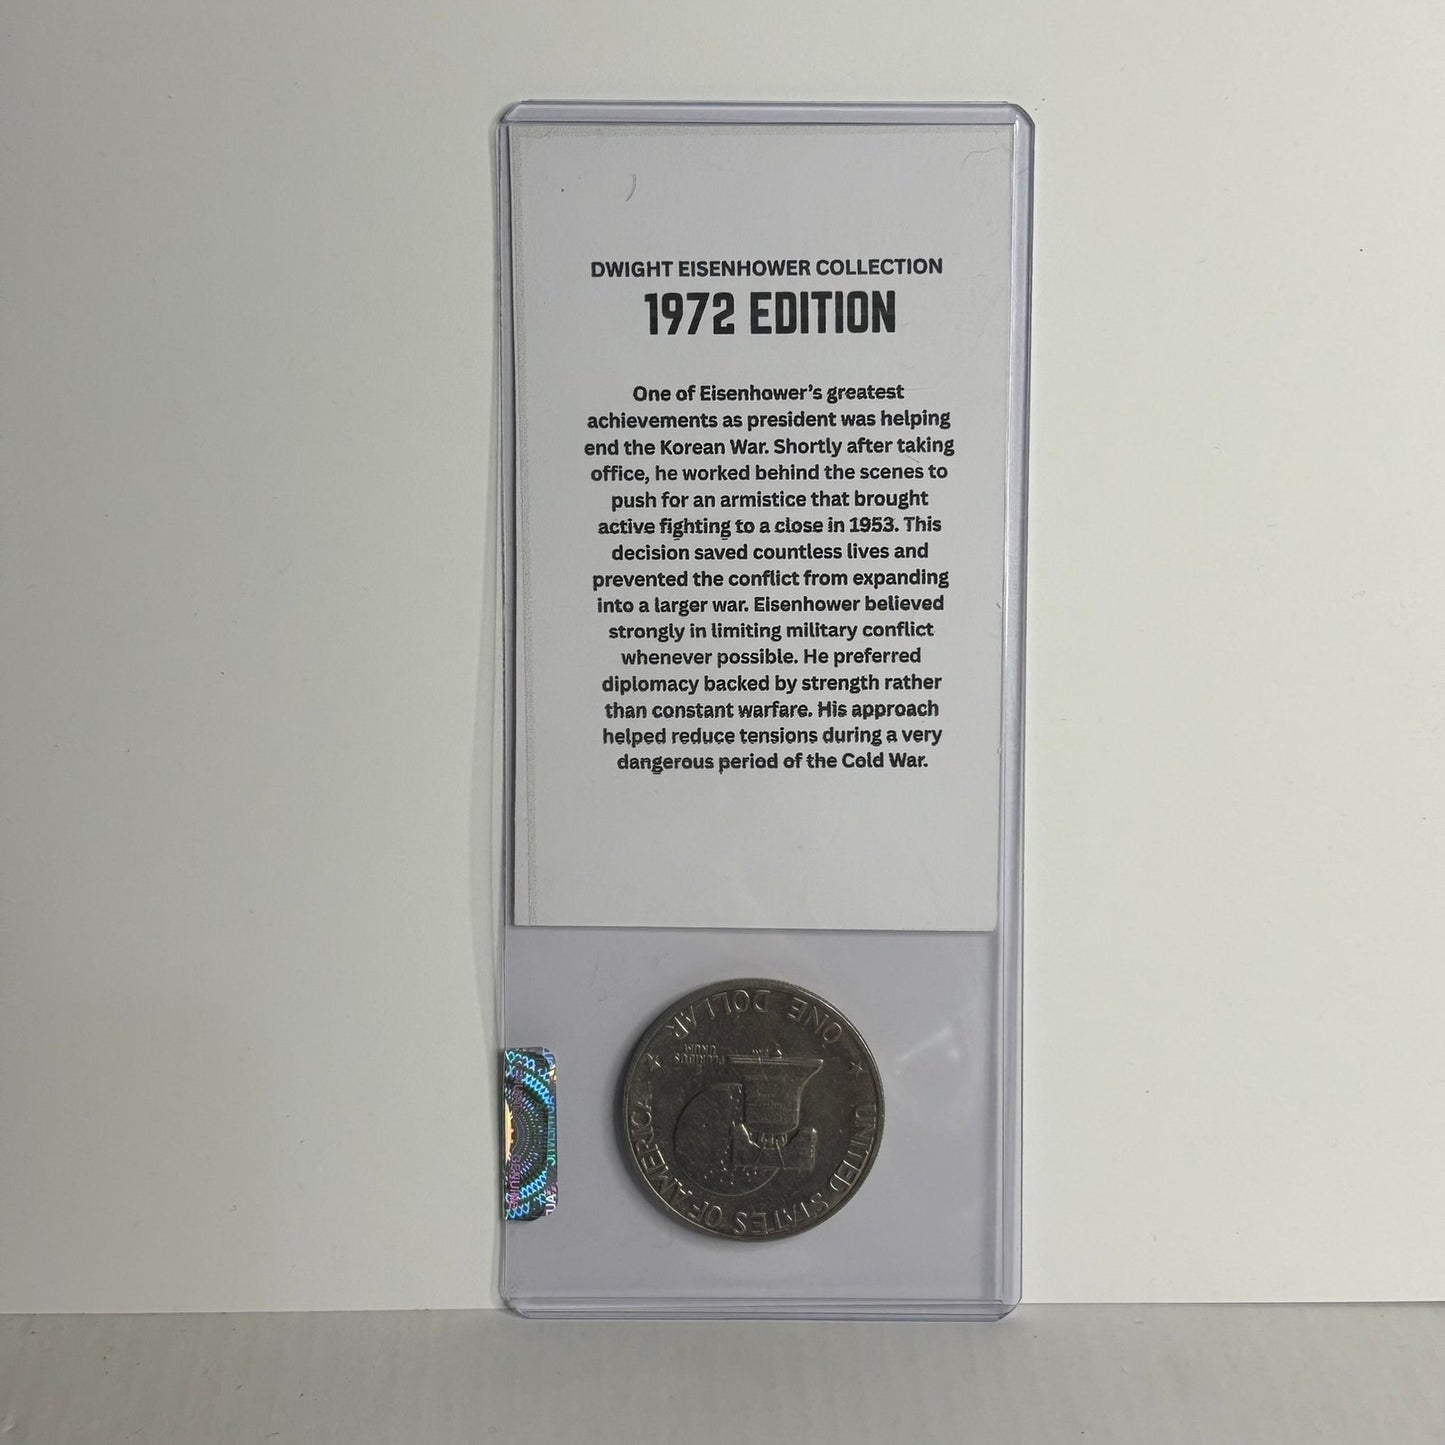 DWIGHT EISENHOWER COLLECTION
1972 EDITION
One of Eisenhower's greatest
achievements as president was helping
end the Korean War. Shortly after taking
office, he worked behind the scenes to
push for an armistice that brought
active fighting to a close in 1953. This
decision saved countless lives and
prevented the conflict from expanding
into a larger war. Eisenhower believed
strongly in limiting military conflict
whenever possible. He preferred
diplomacy backed by strength rather
than constant warfare. His approach
helped reduce tensions during a very
dangerous period of the Cold War.
UNITED STATES OF AMERICA
ONE DOLLAR
PLURIBUS
UNUM
GENUINE